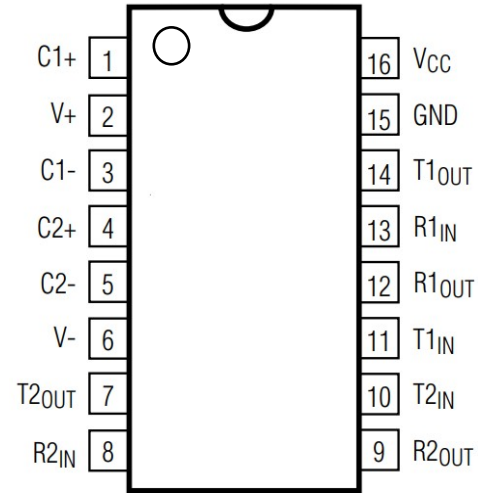 C1+ 1
V+ 2
C1- 3
C2+ 4
C2- 5
V- 6
T2OUT 7
R2IN 8
16 VCC
15 GND
14 T1OUT
13 R1IN
12 R1OUT
11 T1IN
10 T2IN
9 R2OUT